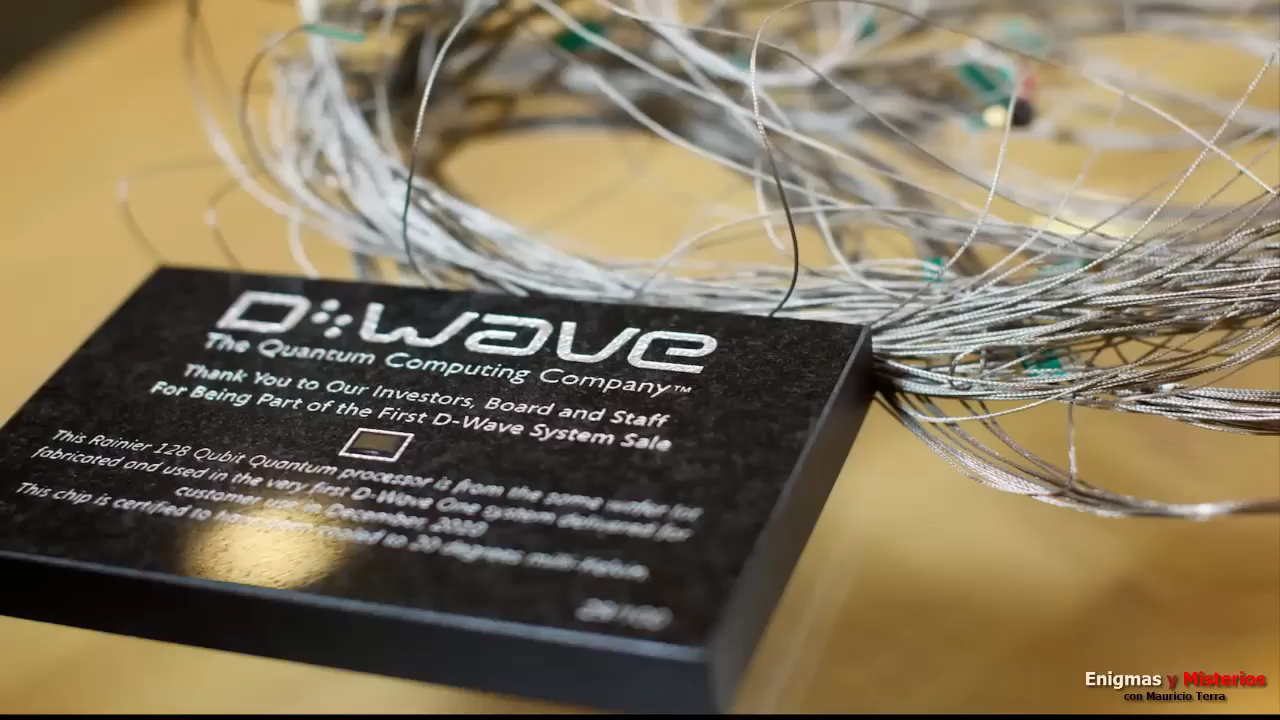 D:Wave
The Quantum Computing Company™
Thank You to Our Investors, Board and Staff
For Being Part of the First D-Wave System Sale
This Rainier 128 Qubit Quantum processor is from the same wafer lot
fabricated and used in the very first D-Wave One system delivered for
customer in December, 2010
This chip is certified to cooled to 20 degrees milli-Kelvin
Enigmas y Misterios
con Mauricio Terra